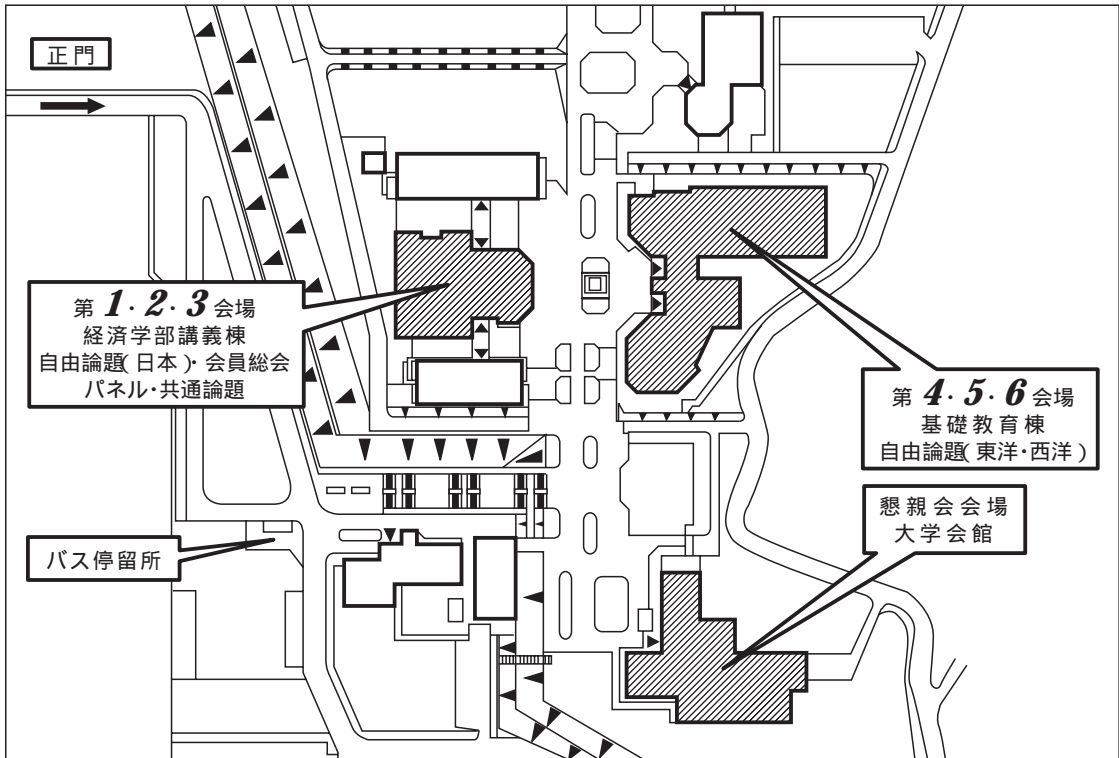 正門
第 1・2・3 会場
経済学部講義棟
自由論題(日本)・会員総会
パネル・共通論題
第 4・5・6 会場
基礎教育棟
自由論題(東洋・西洋)
懇親会会場
大学会館
バス停留所